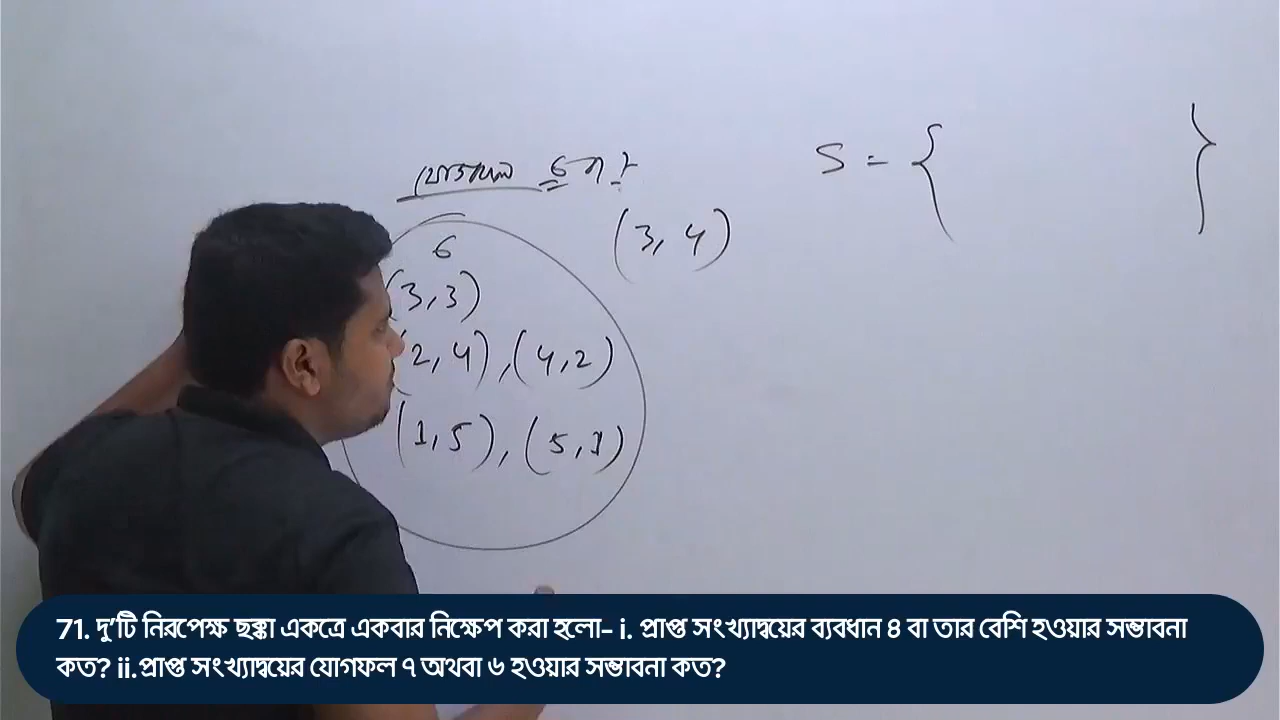 যোগফল 6 না ?
S = { }
6
(3, 4)
(3,3)
(2, 4), (4, 2)
(1, 5), (5, 1)
71. দু'টি নিরপেক্ষ ছক্কা একত্রে একবার নিক্ষেপ করা হলো– i. প্রাপ্ত সংখ্যাদ্বয়ের ব্যবধান ৪ বা তার বেশি হওয়ার সম্ভাবনা
কত? ii.প্রাপ্ত সংখ্যাদ্বয়ের যোগফল ৭ অথবা ৬ হওয়ার সম্ভাবনা কত?